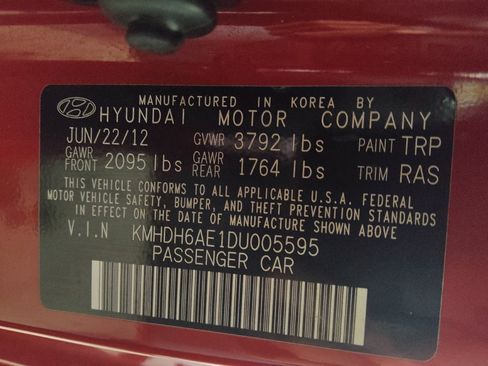 MANUFACTURED IN KOREA BY
HYUNDAI MOTOR COMPANY
JUN/22/12 GVWR 3792 lbs PAINT TRP
GAWR FRONT 2095 lbs GAWR REAR 1764 lbs TRIM RAS
THIS VEHICLE CONFORMS TO ALL APPLICABLE U.S.A. FEDERAL
MOTOR VEHICLE SAFETY, BUMPER, AND THEFT PREVENTION STANDARDS
IN EFFECT ON THE DATE OF MANUFACTURE SHOWN ABOVE
V.I.N KMHDH6AE1DU005595
PASSENGER CAR